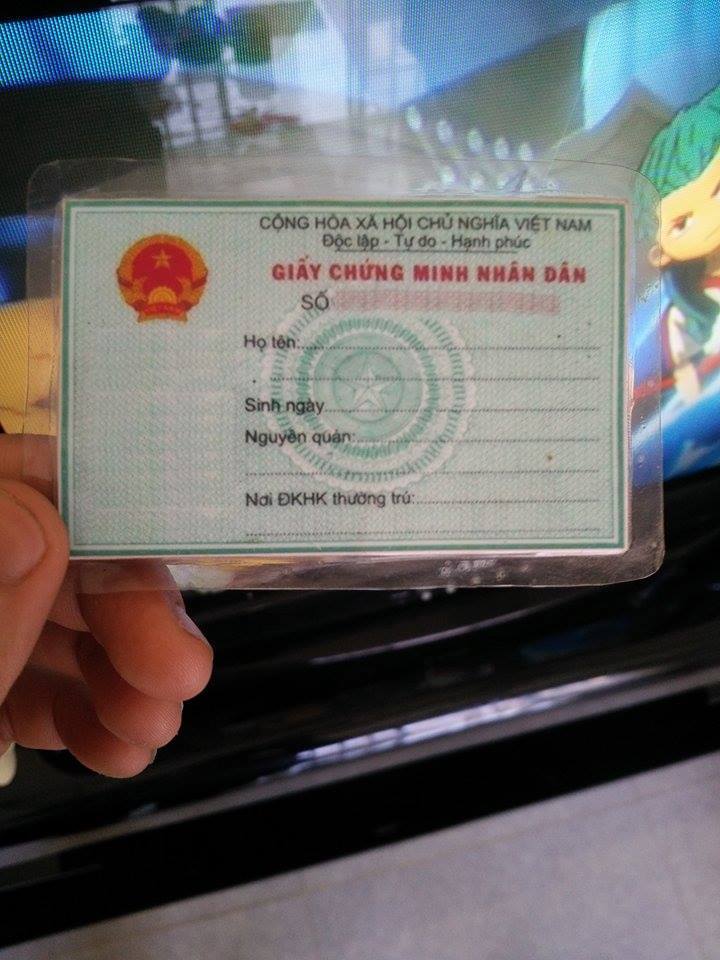 CỘNG HÒA XÃ HỘI CHỦ NGHĨA VIỆT NAM
Độc lập - Tự do - Hạnh phúc
GIẤY CHỨNG MINH NHÂN DÂN
SỐ
Họ tên:
Sinh ngày
Nguyên quán:
Nơi ĐKHK thường trú: